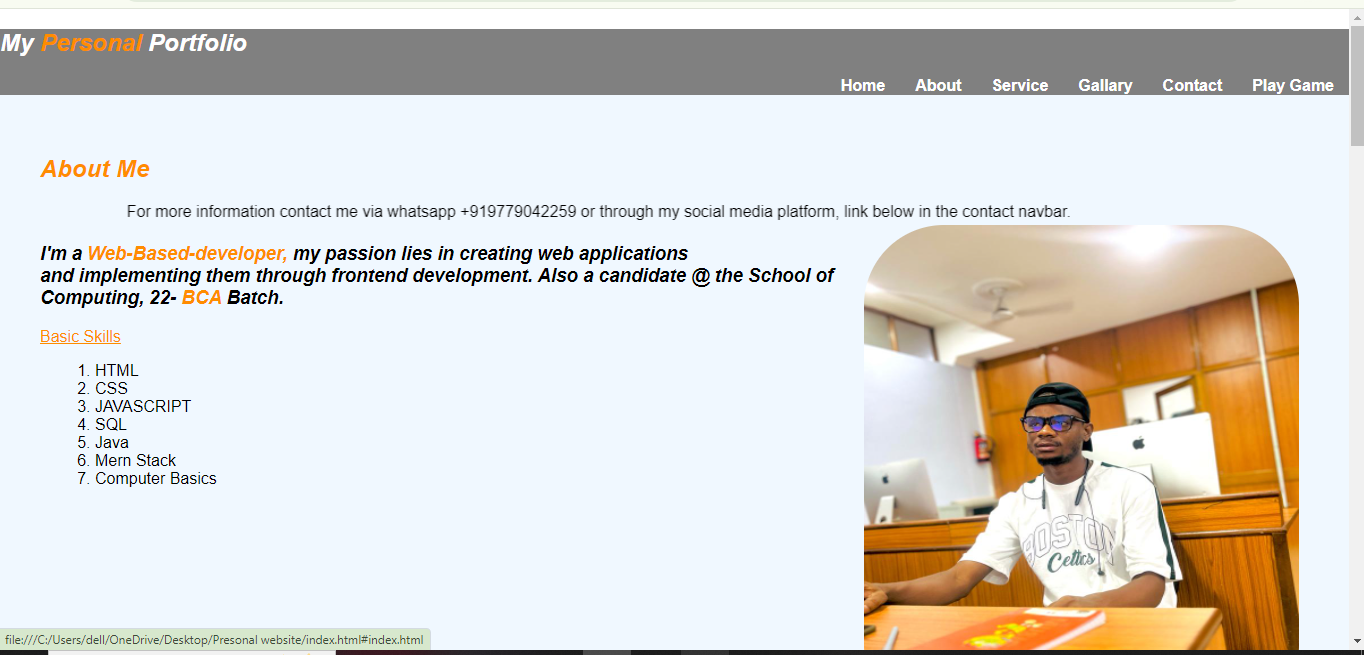 My Personal Portfolio
Home About Service Gallary Contact Play Game
About Me
For more information contact me via whatsapp +919779042259 or through my social media platform, link below in the contact navbar.
I'm a Web-Based-developer, my passion lies in creating web applications
and implementing them through frontend development. Also a candidate @ the School of
Computing, 22- BCA Batch.
Basic Skills
1. HTML
2. CSS
3. JAVASCRIPT
4. SQL
5. Java
6. Mern Stack
7. Computer Basics
BOSTON
Celtics
file:///C:/Users/dell/OneDrive/Desktop/Presonal website/index.html#index.html